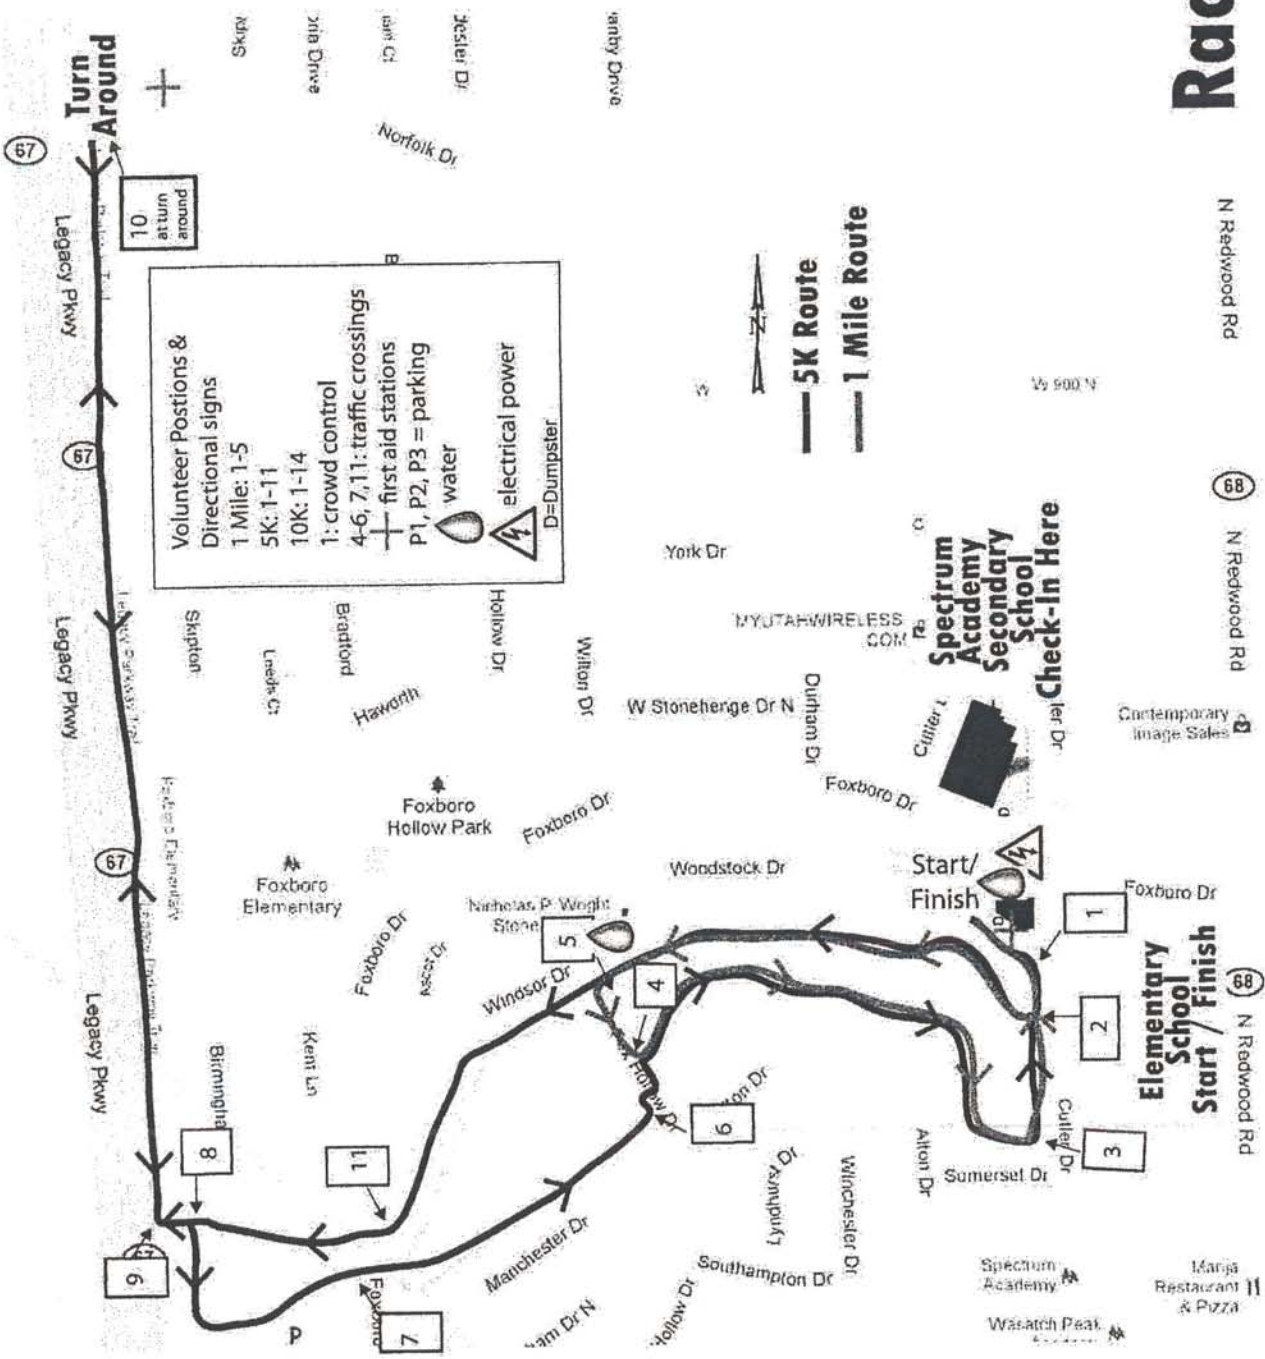 Turn
Around
67
10
at turn
around
Legacy Pkwy
67
Legacy Pkwy
67
Legacy Pkwy
Norfolk Dr
Volunteer Postions &
Directional signs
1 Mile: 1-5
5K: 1-11
10K: 1-14
1: crowd control
4-6, 7,11: traffic crossings
first aid stations
P1, P2, P3 = parking
water
electrical power
D=Dumpster
N
5K Route
1 Mile Route
N Redwood Rd
W 900 N
68
N Redwood Rd
York Dr
MYUTAHWIRELESS
COM
Spectrum
Academy
Secondary
School
Check-In Here
Skipton
Leeds Ct
Bradford
Haworth
Hollow Dr
Wilton Dr
W Stonehenge Dr N
Durham Dr
Foxboro Dr
Contemporary
Image Sales
D
Foxboro
Hollow Park
Foxboro Dr
Foxboro
Elementary
Foxboro Dr
Ascot Dr
Nicholas P. Wright
Woodstock Dr
Start/
Finish
Foxboro Dr
1
2
3
4
5
6
7
8
9
11
Windsor Dr
Kent Ln
Elementary
School
Start / Finish
68
N Redwood Rd
Cutler Dr
Somerset Dr
Alton Dr
Winchester Dr
Southampton Dr
Manchester Dr
P
Spectrum
Academy
Marija
Restaurant
& Pizza
Wasatch Peak